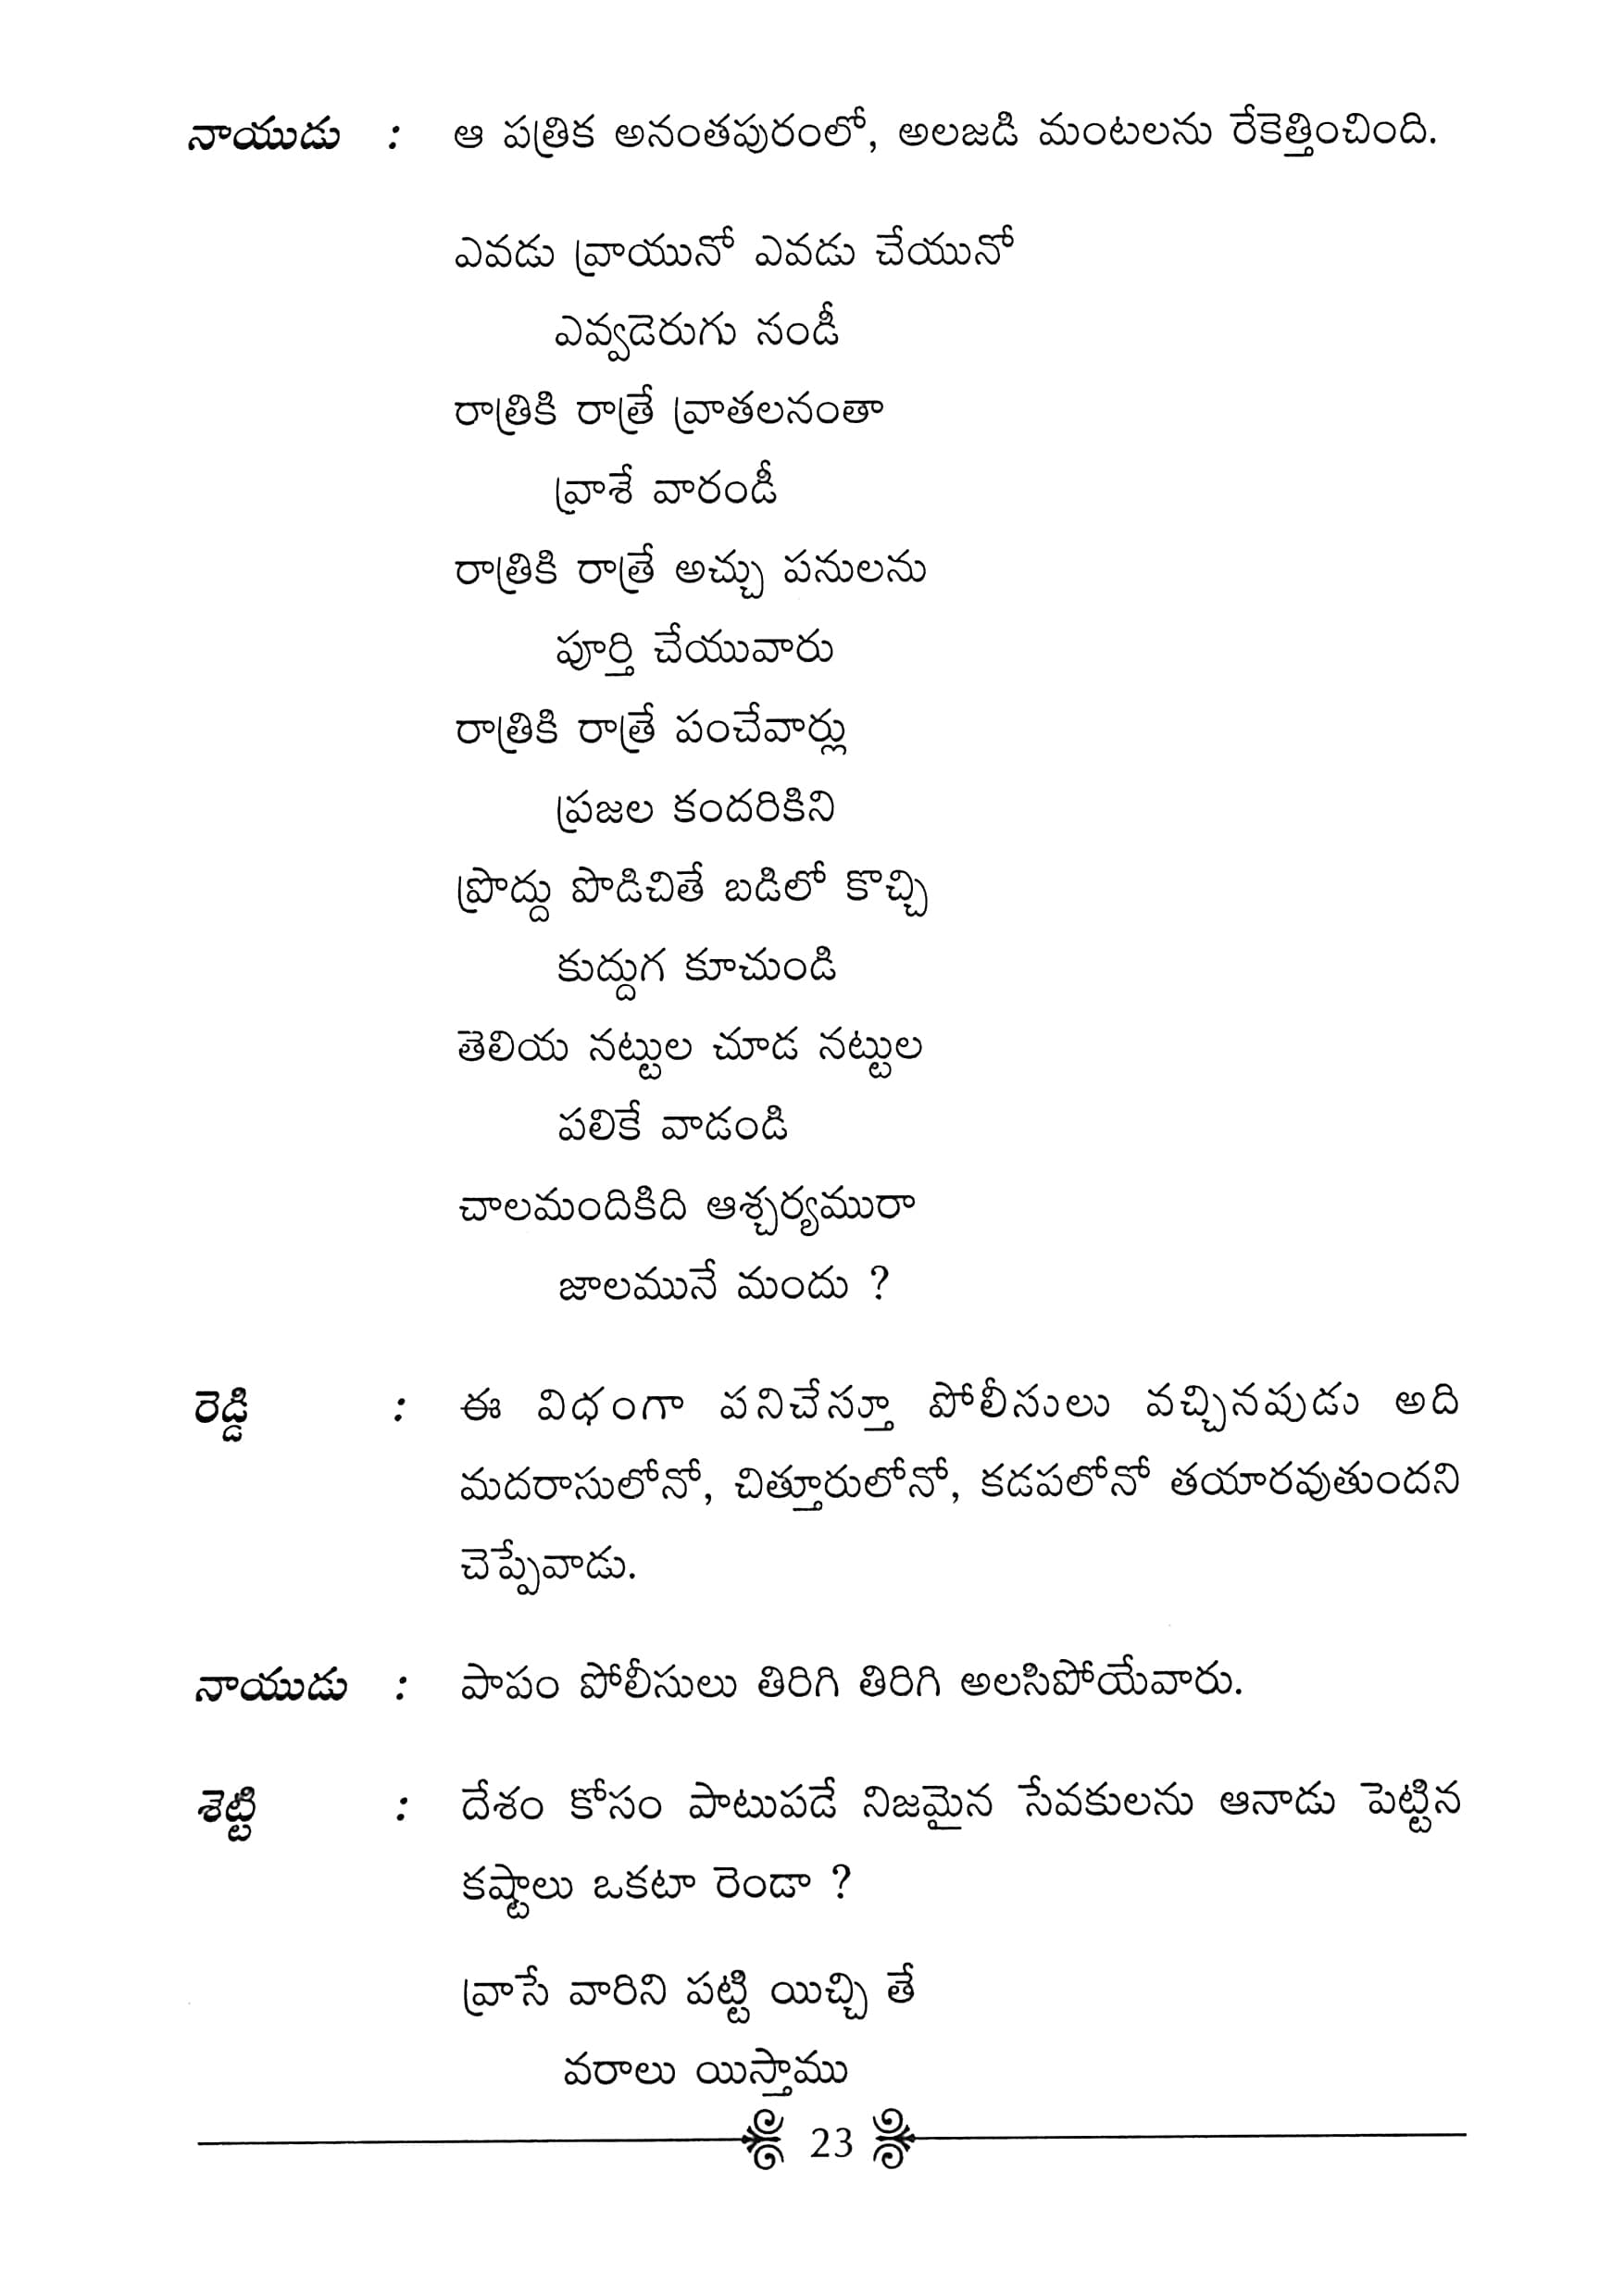 నాయుడు : ఆ పత్రిక అనంతపురంలో, అలజడి మంటలను రేకెత్తించింది.
ఎవడు వ్రాయునో ఎవడు చేయునో
ఎవ్వడెరుగు నండీ
రాత్రికి రాత్రే వ్రాతలనంతా
వ్రాశే వారండీ
రాత్రికి రాత్రే అచ్చు పనులను
పూర్తి చేయువారు
రాత్రికి రాత్రే పంచేవార్లు
ప్రజల కందరికిని
ప్రొద్దు పొడిచితే బడిలో కొచ్చి
కుద్దుగ కూచుండి
తెలియ నట్టుల చూడ నట్టుల
పలికే వాడండి
చాలమందికిది ఆశ్చర్యమురా
జాలమునే మందు ?
రెడ్డి : ఈ విధంగా పనిచేస్తూ పోలీసులు వచ్చినపుడు అది
మదరాసులోనో, చిత్తూరులోనో, కడపలోనో తయారవుతుందని
చెప్పేవాడు.
నాయుడు : పాపం పోలీసులు తిరిగి తిరిగి అలసిపోయేవారు.
శెట్టి : దేశం కోసం పాటుపడే నిజమైన సేవకులను ఆనాడు పెట్టిన
కష్టాలు ఒకటా రెండా ?
వ్రాసే వారిని పట్టి యిచ్చి తే
వరాలు యిస్తాము
23